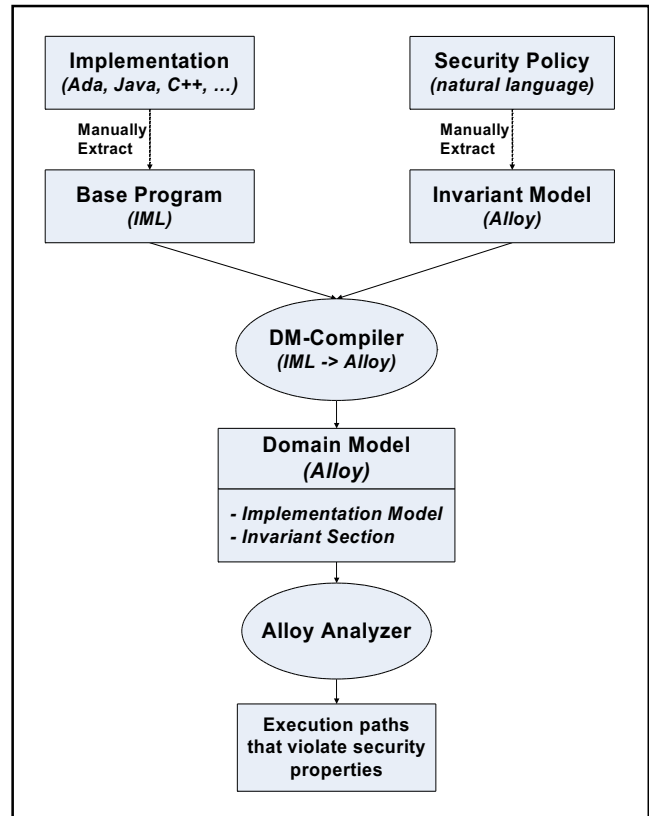 Implementation
(Ada, Java, C++, …)
Security Policy
(natural language)
Manually
Extract
Manually
Extract
Base Program
(IML)
Invariant Model
(Alloy)
DM-Compiler
(IML -> Alloy)
Domain Model
(Alloy)
- Implementation Model
- Invariant Section
Alloy Analyzer
Execution paths
that violate security
properties